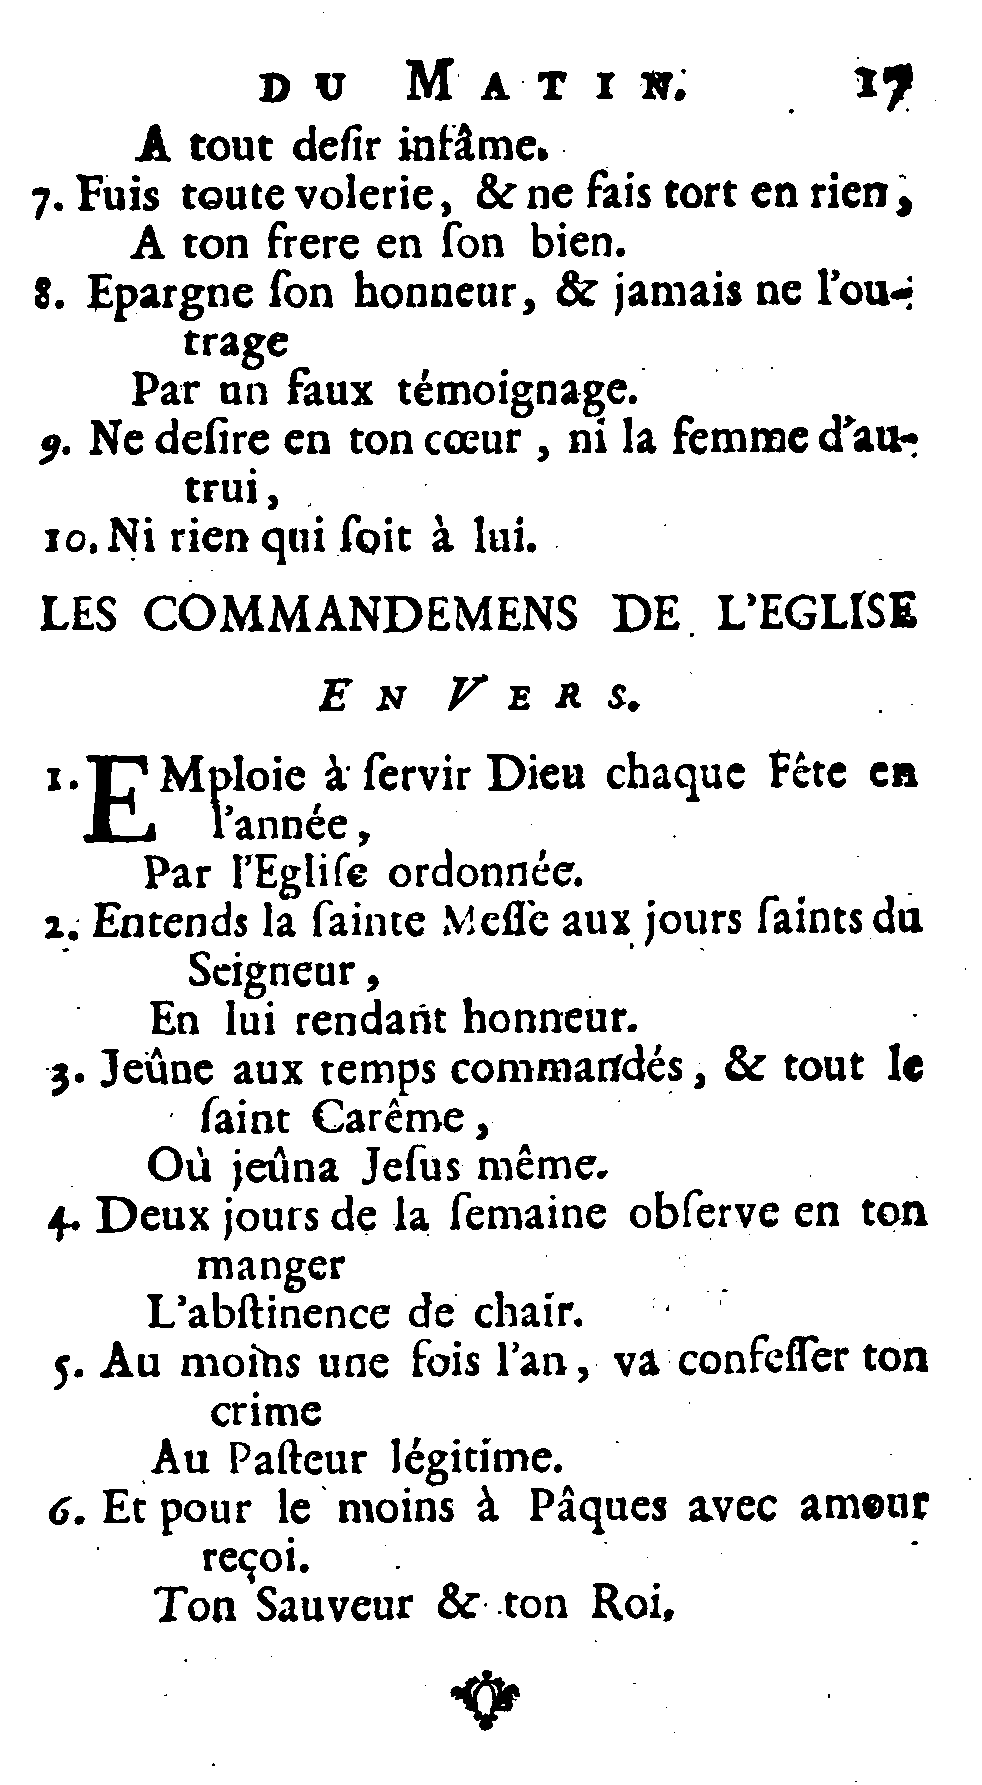 DU MATIN. 17
A tout deſir infâme.
7. Fuis toute volerie, & ne fais tort en rien,
A ton frere en ſon bien.
8. Epargne ſon honneur, & jamais ne l'ou-
trage
Par un faux témoignage.
9. Ne deſire en ton cœur, ni la femme d'au-
trui,
10. Ni rien qui ſoit à lui.
LES COMMANDEMENS DE L'EGLISE
EN VERS.
1. EMploie à ſervir Dieu chaque Fête en
l'année,
Par l'Egliſe ordonnée.
2. Entends la ſainte Meſſe aux jours ſaints du
Seigneur,
En lui rendant honneur.
3. Jeûne aux temps commandés, & tout le
ſaint Carême,
Où jeûna Jeſus même.
4. Deux jours de la ſemaine obſerve en ton
manger
L'abſtinence de chair.
5. Au moins une fois l'an, va confeſſer ton
crime
Au Paſteur légitime.
6. Et pour le moins à Pâques avec amour
reçoi.
Ton Sauveur & ton Roi.